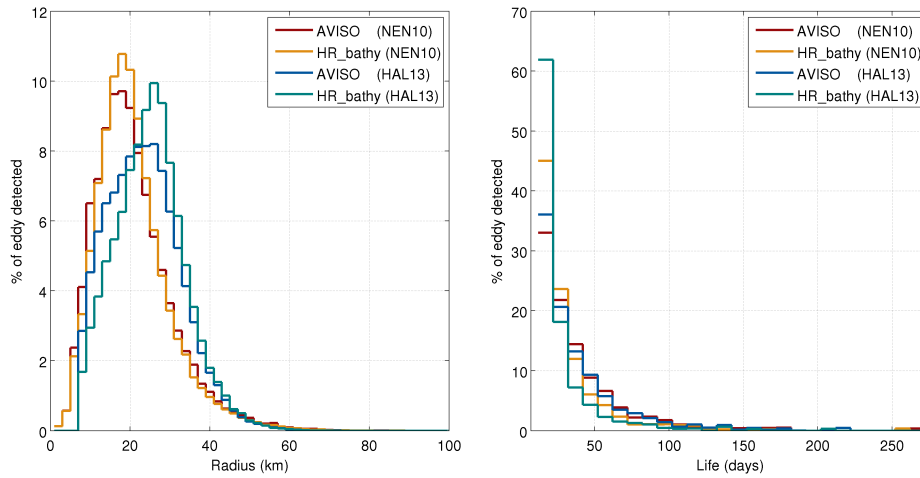 12
10
8
6
4
2
0
% of eddy detected
0
20
40
60
80
100
Radius (km)
AVISO (NEN10)
HR_bathy (NEN10)
AVISO (HAL13)
HR_bathy (HAL13)
70
60
50
40
30
20
10
0
% of eddy detected
50
100
150
200
250
Life (days)
AVISO (NEN10)
HR_bathy (NEN10)
AVISO (HAL13)
HR_bathy (HAL13)